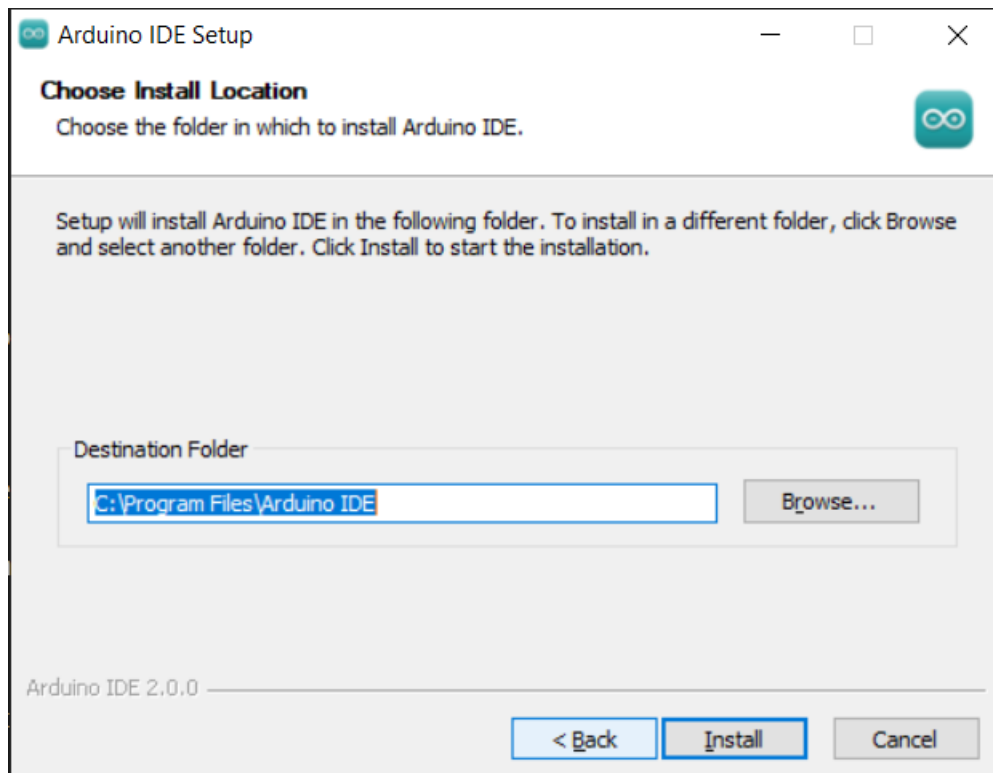 Arduino IDE Setup
Choose Install Location
Choose the folder in which to install Arduino IDE.
Setup will install Arduino IDE in the following folder. To install in a different folder, click Browse
and select another folder. Click Install to start the installation.
Destination Folder
C:\Program Files\Arduino IDE
Browse...
Arduino IDE 2.0.0
< Back
Install
Cancel